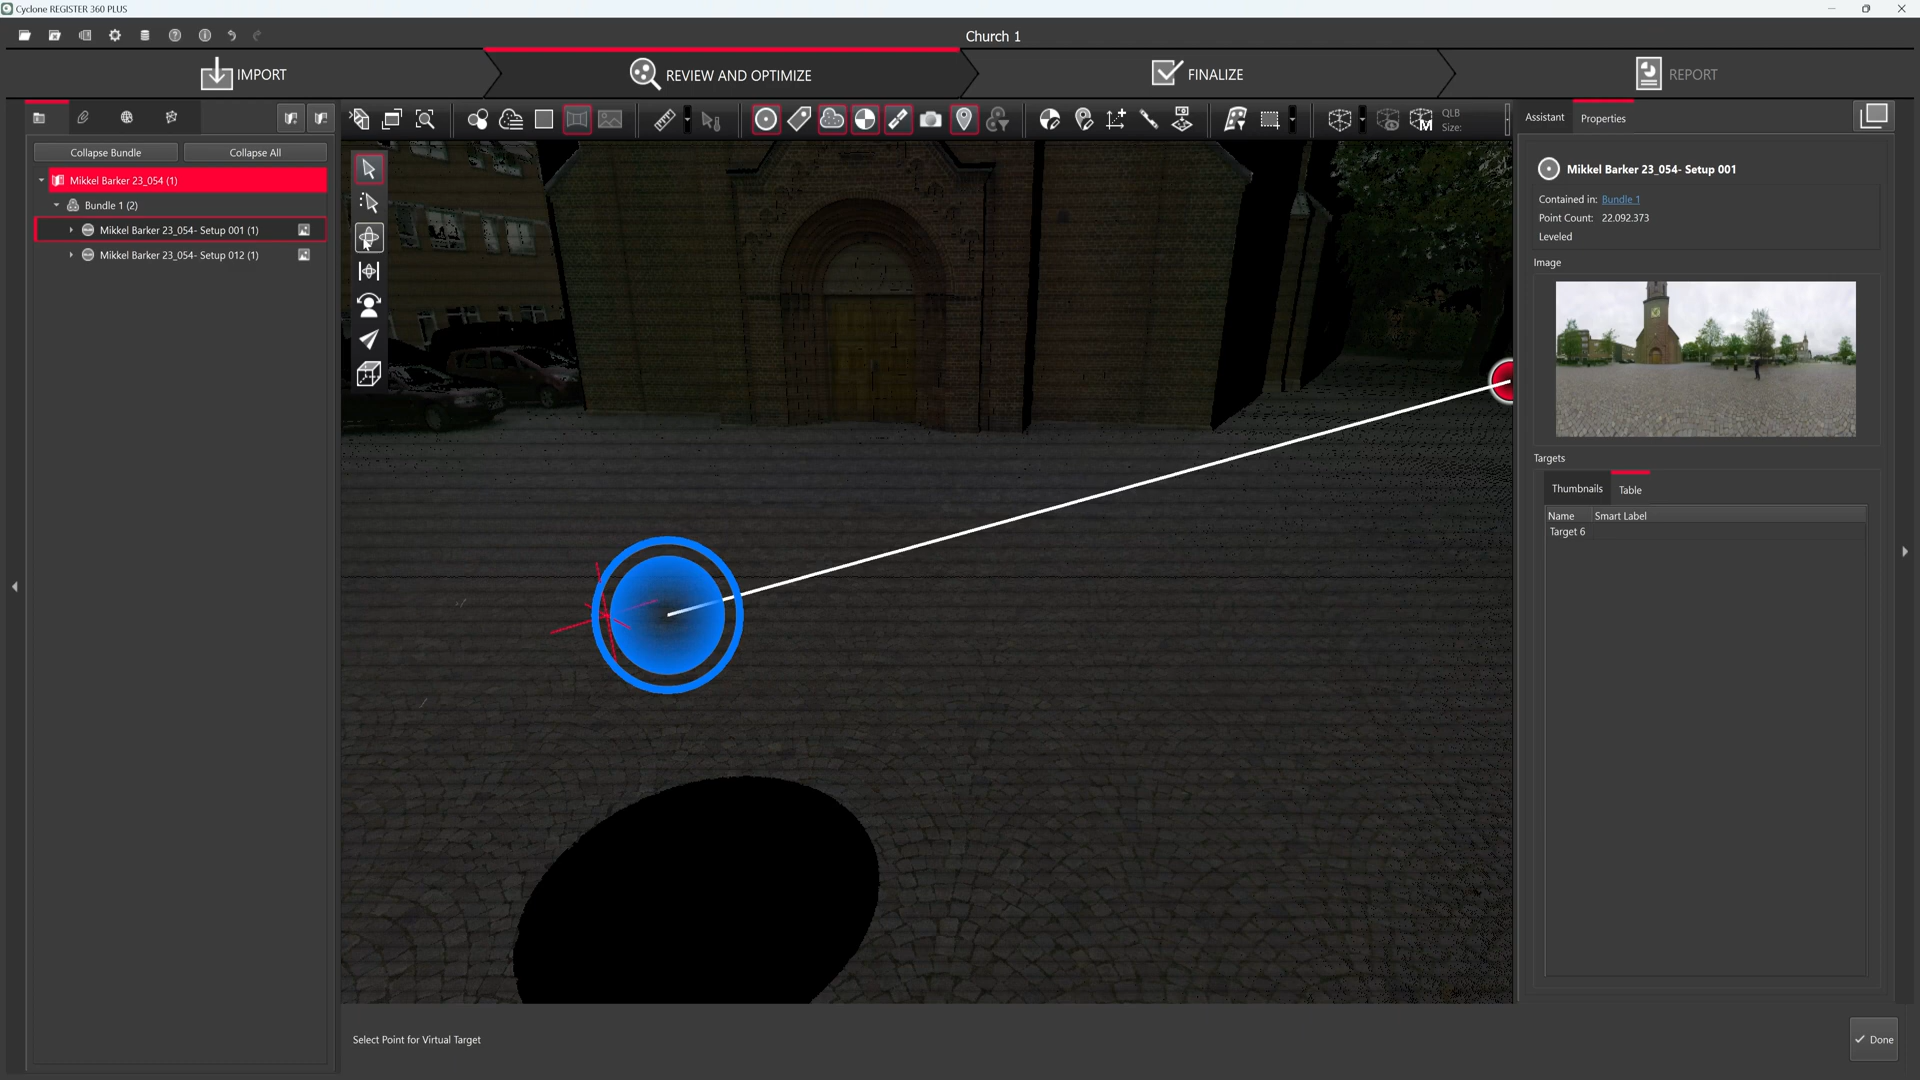 Cyclone REGISTER 360 PLUS
Church 1
IMPORT
REVIEW AND OPTIMIZE
FINALIZE
REPORT
QLB
Size:
M
Assistant
Properties
Collapse Bundle
Collapse All
Mikkel Barker 23_054 (1)
Bundle 1 (2)
Mikkel Barker 23_054- Setup 001 (1)
Mikkel Barker 23_054- Setup 012 (1)
Mikkel Barker 23_054- Setup 001
Contained in: Bundle 1
Point Count: 22.092.373
Leveled
Image
Targets
Thumbnails
Table
Name Smart Label
Target 6
Select Point for Virtual Target
Done